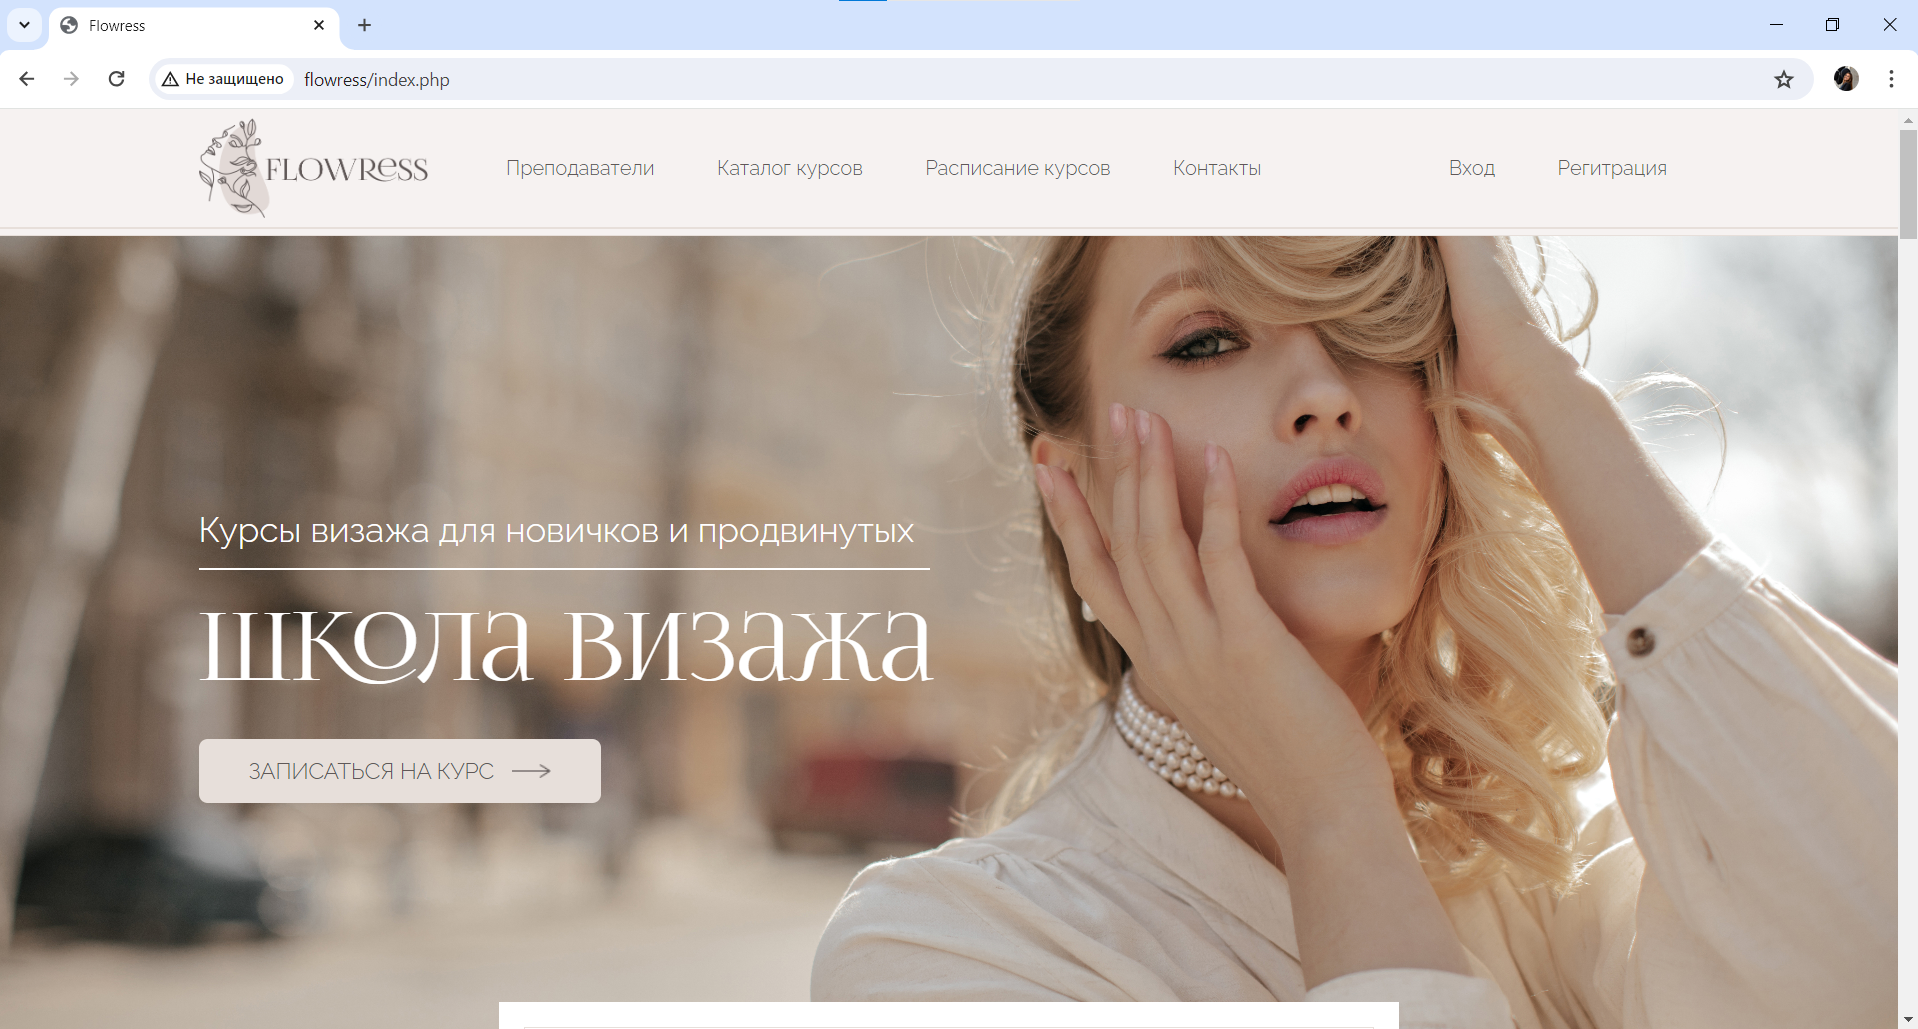 Flowress
Не защищено flowress/index.php
FLOWRESS Преподаватели Каталог курсов Расписание курсов Контакты Вход Регитрация
Курсы визажа для новичков и продвинутых
ШКОЛА ВИЗАЖА
ЗАПИСАТЬСЯ НА КУРС